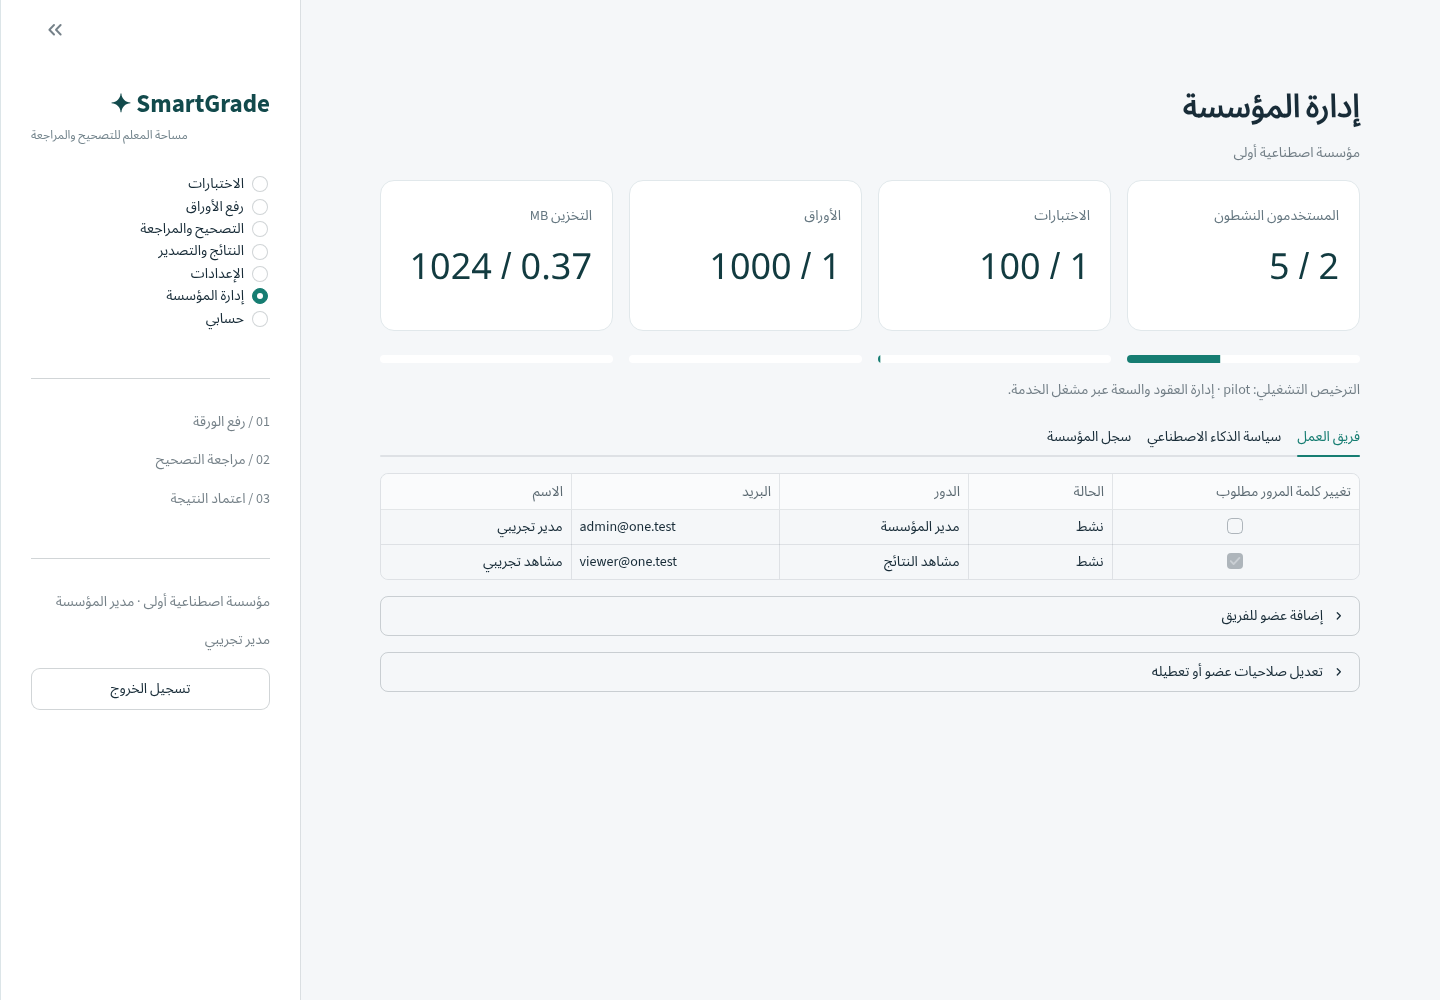 ✦ SmartGrade
مساحة المعلم للتصحيح والمراجعة
الاختبارات
رفع الأوراق
التصحيح والمراجعة
النتائج والتصدير
الإعدادات
إدارة المؤسسة
حسابي
01 / رفع الورقة
02 / مراجعة التصحيح
03 / اعتماد النتيجة
مؤسسة اصطناعية أولى · مدير المؤسسة
مدير تجريبي
تسجيل الخروج
إدارة المؤسسة
مؤسسة اصطناعية أولى
المستخدمون النشطون
2 / 5
الاختبارات
1 / 100
الأوراق
1 / 1000
التخزين MB
0.37 / 1024
الترخيص التشغيلي: pilot · إدارة العقود والسعة عبر مشغل الخدمة.
فريق العمل سياسة الذكاء الاصطناعي سجل المؤسسة
تغيير كلمة المرور مطلوب الحالة الدور البريد الاسم
نشط مدير المؤسسة admin@one.test مدير تجريبي
نشط مشاهد النتائج viewer@one.test مشاهد تجريبي
إضافة عضو للفريق
تعديل صلاحيات عضو أو تعطيله